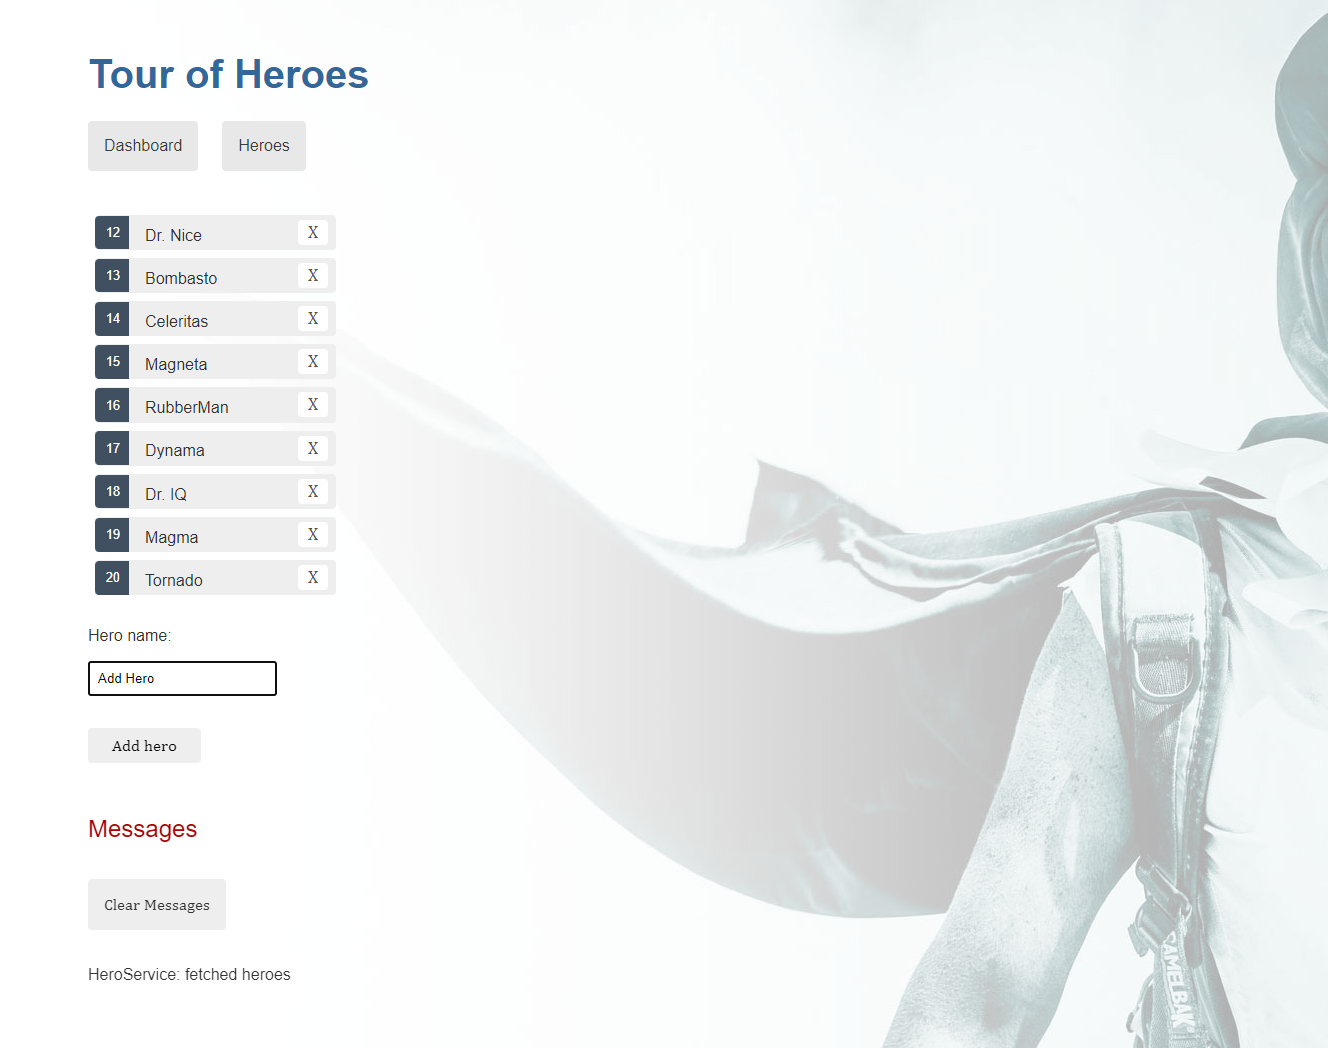 Tour of Heroes
Dashboard Heroes
12 Dr. Nice X
13 Bombasto X
14 Celeritas X
15 Magneta X
16 RubberMan X
17 Dynama X
18 Dr. IQ X
19 Magma X
20 Tornado X
Hero name:
Add Hero
Add hero
Messages
Clear Messages
HeroService: fetched heroes
CAMELBAK